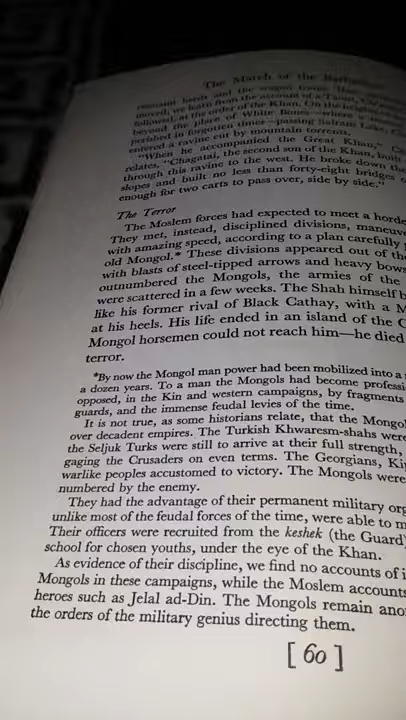 The March of the Barbarians
remnant herds and the wagon trains.
moved, we learn from the account of a Taoist,
followed, at the order of the Khan. On the heights
beyond the place of White Bones—where a
perished in forgotten times—passing Sairam Lake,
entered a ravine cut by mountain torrents.
"When he accompanied the Great Khan,"
relates, "Chagatai, the second son of the Khan, built
through this ravine to the west. He broke down the
slopes and built no less than forty-eight bridges
enough for two carts to pass over, side by side."
The Terror
The Moslem forces had expected to meet a horde
They met, instead, disciplined divisions, maneuv
with amazing speed, according to a plan carefully
old Mongol.* These divisions appeared out of the
with blasts of steel-tipped arrows and heavy bows
outnumbered the Mongols, the armies of the
were scattered in a few weeks. The Shah himself
like his former rival of Black Cathay, with a M
at his heels. His life ended in an island of the C
Mongol horsemen could not reach him—he died
terror.
*By now the Mongol man power had been mobilized into a
a dozen years. To a man the Mongols had become professi
opposed, in the Kin and western campaigns, by fragments
guards, and the immense feudal levies of the time.
It is not true, as some historians relate, that the Mongol
over decadent empires. The Turkish Khwaresm-shahs were
the Seljuk Turks were still to arrive at their full strength,
gaging the Crusaders on even terms. The Georgians, Ki
warlike peoples accustomed to victory. The Mongols were
numbered by the enemy.
They had the advantage of their permanent military org
unlike most of the feudal forces of the time, were able to m
Their officers were recruited from the keshek (the Guard
school for chosen youths, under the eye of the Khan.
As evidence of their discipline, we find no accounts of i
Mongols in these campaigns, while the Moslem accounts
heroes such as Jelal ad-Din. The Mongols remain ano
the orders of the military genius directing them.
[ 60 ]